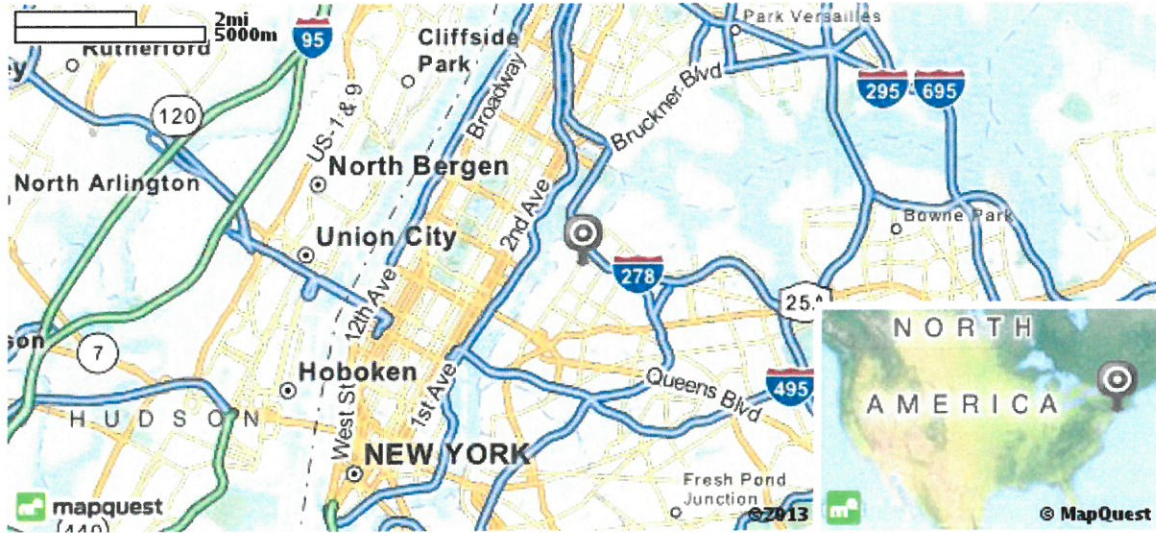 2mi
5000m
Rutherford
ey
95
120
Cliffside
Park
US-1 & 9
Broadway
Park Versailles
Bruckner Blvd
295
695
North Arlington
North Bergen
2nd Ave
Union City
Bowne Park
278
25A
12th Ave
son
7
Hoboken
1st Ave
Queens Blvd
495
HUDSON
West St
NEW YORK
Fresh Pond
Junction
mapquest
©2013
NORTH
AMERICA
© MapQuest